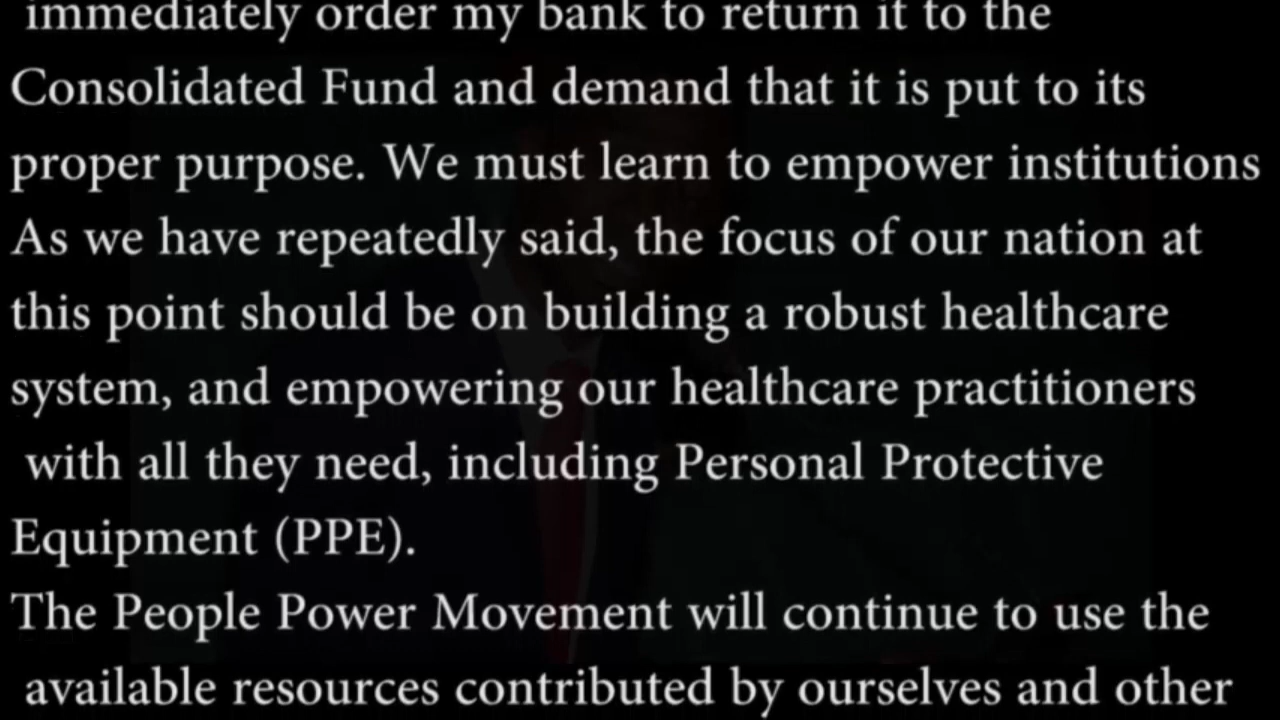 immediately order my bank to return it to the
Consolidated Fund and demand that it is put to its
proper purpose. We must learn to empower institutions
As we have repeatedly said, the focus of our nation at
this point should be on building a robust healthcare
system, and empowering our healthcare practitioners
with all they need, including Personal Protective
Equipment (PPE).
The People Power Movement will continue to use the
available resources contributed by ourselves and other